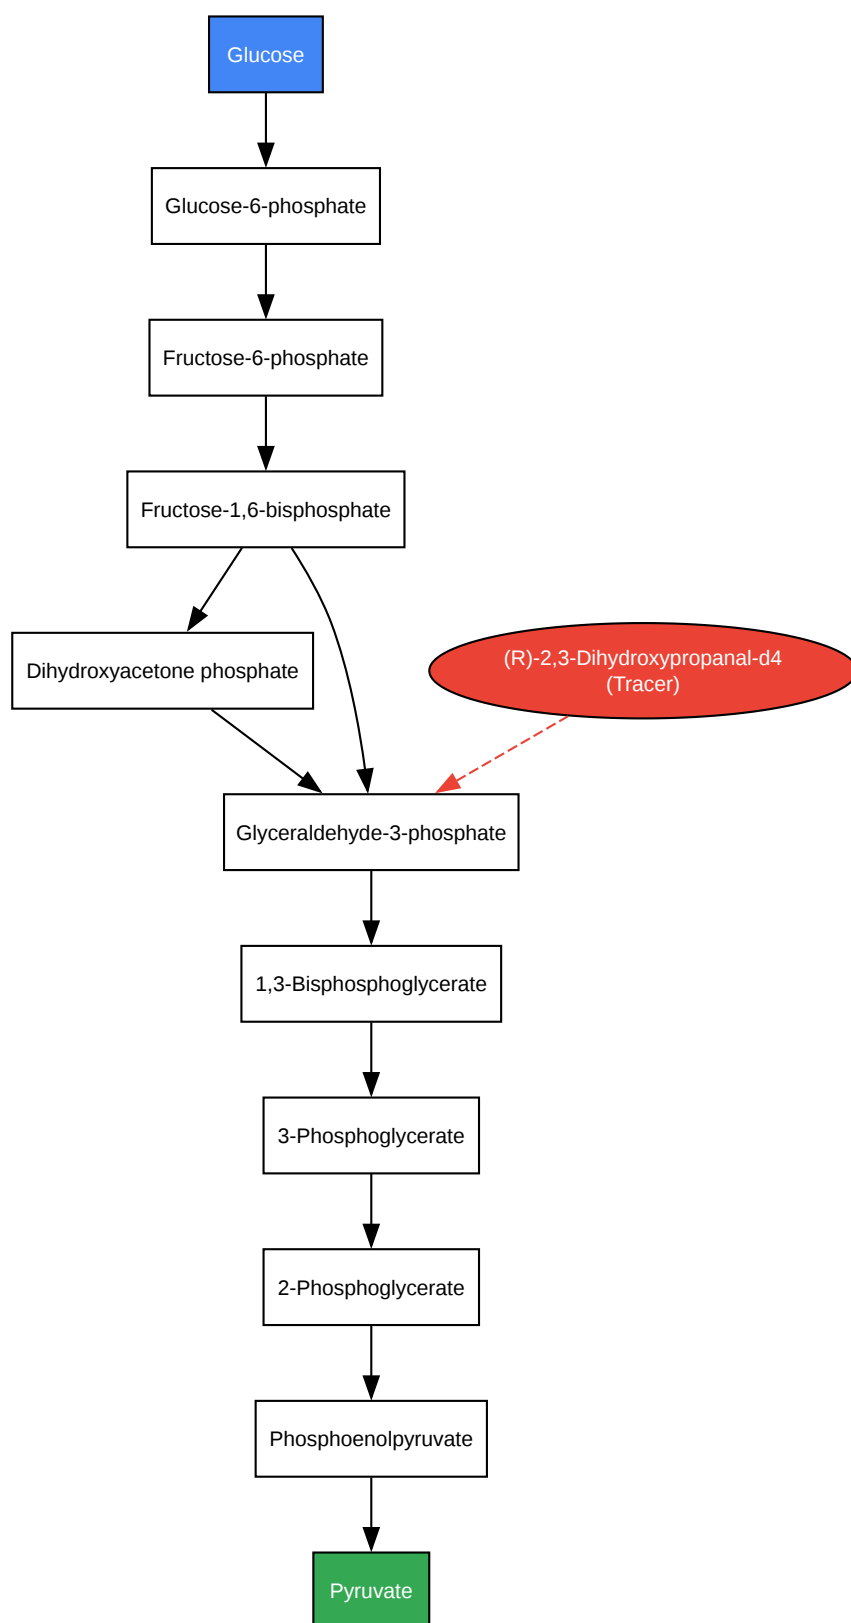 Glucose
Glucose-6-phosphate
Fructose-6-phosphate
Fructose-1,6-bisphosphate
Dihydroxyacetone phosphate
(R)-2,3-Dihydroxypropanal-d4
(Tracer)
Glyceraldehyde-3-phosphate
1,3-Bisphosphoglycerate
3-Phosphoglycerate
2-Phosphoglycerate
Phosphoenolpyruvate
Pyruvate